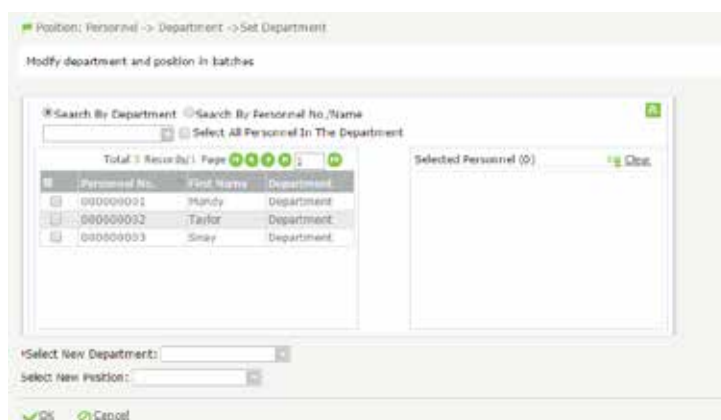 Position: Personnel -> Department ->Set Department
Modify department and position in batches
Search By Department Search By Personnel No./Name
Select All Personnel In The Department
Total 3 Records/1 Page 1
Selected Personnel (0) Clear
Personnel No. First Name Department
000000001 Mandy Department
000000002 Taylor Department
000000003 Department
*Select New Department:
Select New Position:
OK Cancel